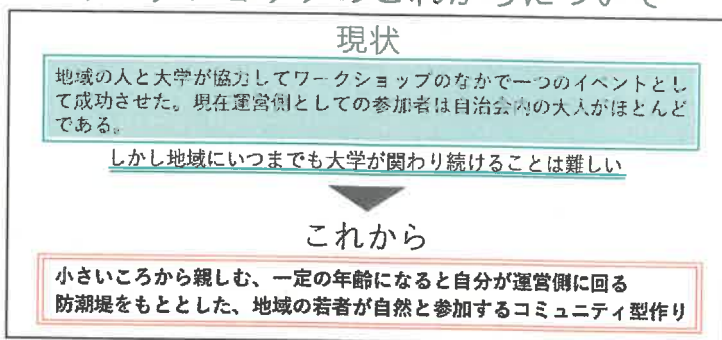 現状
地域の人と大学が協力してワークショップのなかで一つのイベントとし
て成功させた。現在運営側としての参加者は自治会内の大人がほとんど
である。
しかし地域にいつまでも大学が関わり続けることは難しい
これから
小さいころから親しむ、一定の年齢になると自分が運営側に回る
防潮堤をもととした、地域の若者が自然と参加するコミュニティ型作り